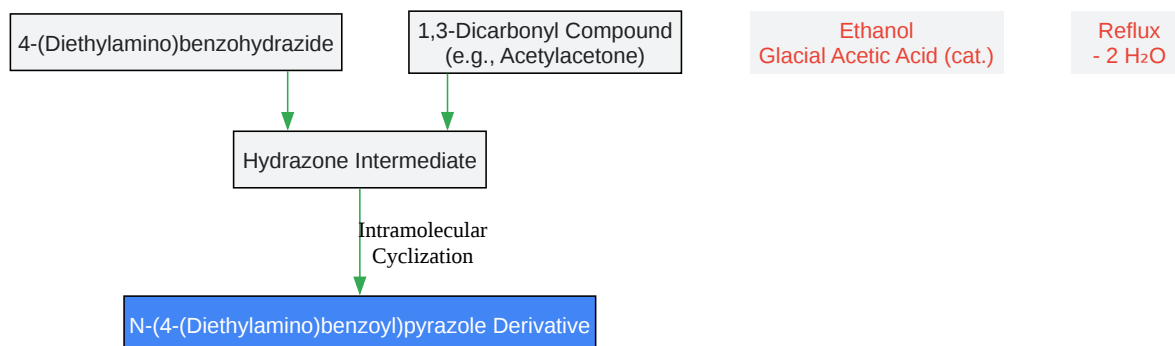 4-(Diethylamino)benzohydrazide
1,3-Dicarbonyl Compound
(e.g., Acetylacetone)
Ethanol
Glacial Acetic Acid (cat.)
Reflux
- 2 H₂O
Hydrazone Intermediate
Intramolecular
Cyclization
N-(4-(Diethylamino)benzoyl)pyrazole Derivative